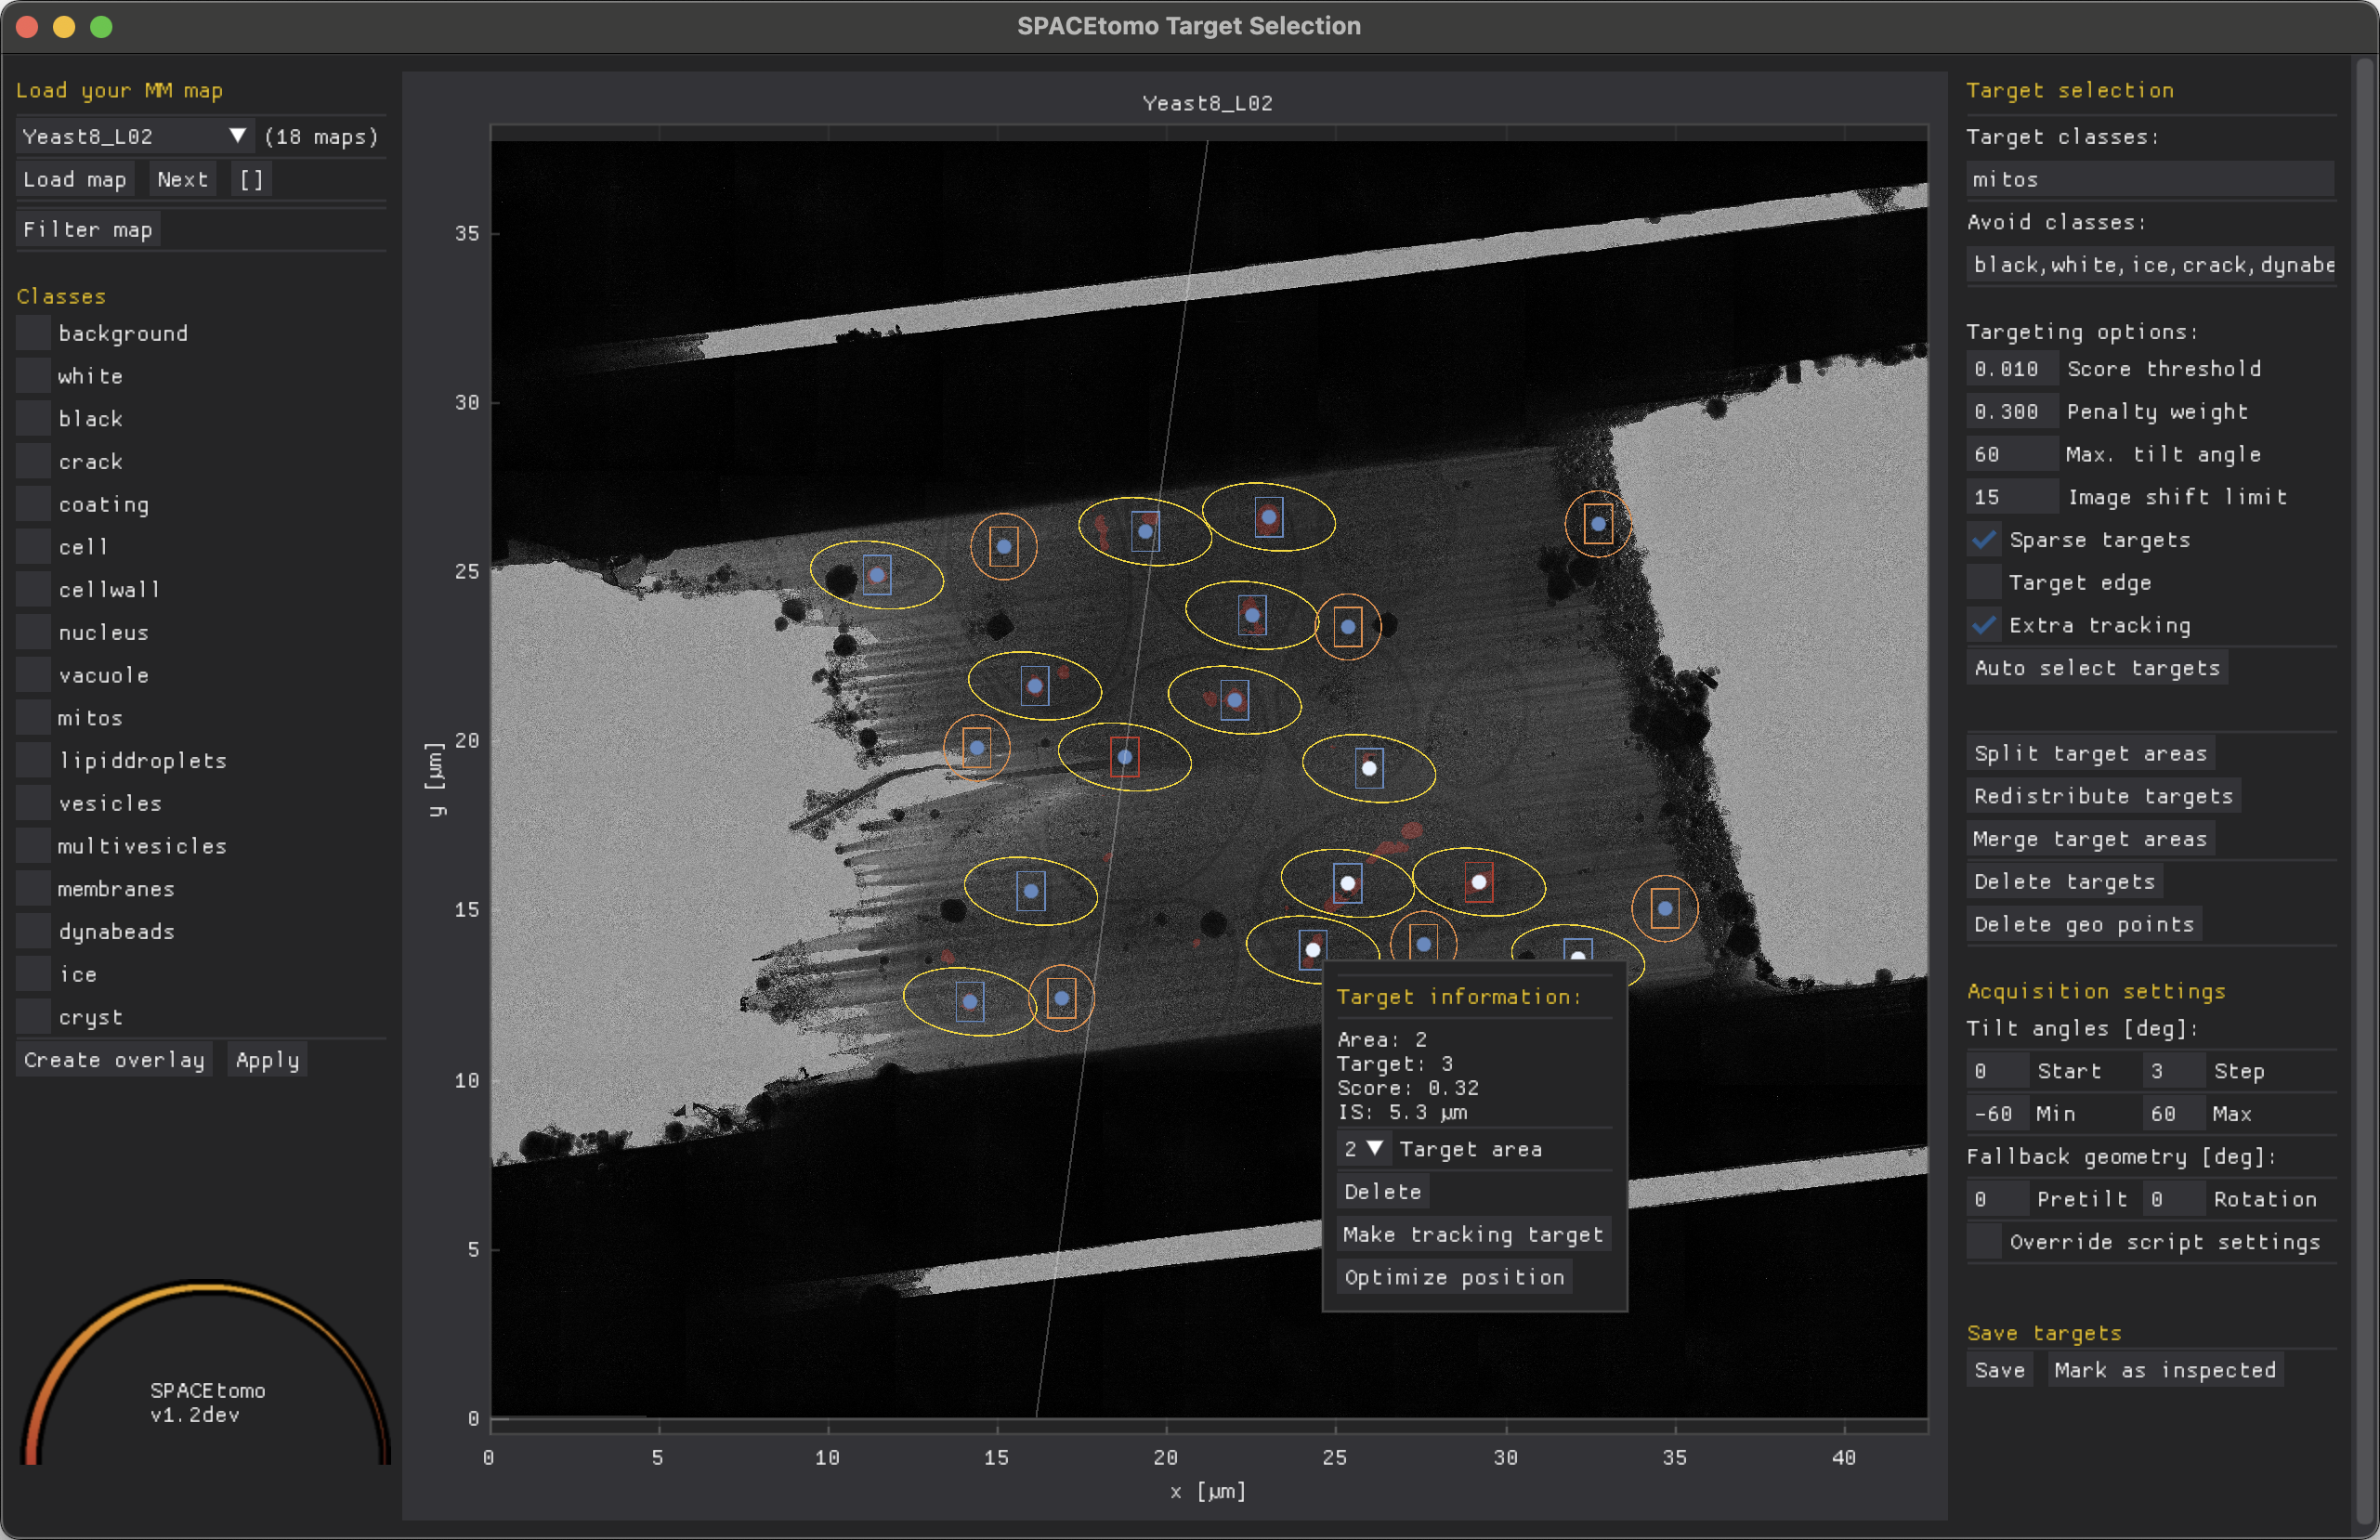 SPACEtomo Target Selection
Load your MM map
Yeast8_L02 (18 maps)
Load map Next []
Filter map
Classes
background
white
black
crack
coating
cell
cellwall
nucleus
vacuole
mitos
lipiddroplets
vesicles
multivesicles
membranes
dynabeads
ice
cryst
Create overlay Apply
SPACEtomo
v1.2dev
Yeast8_L02
35
30
25
20
15
10
5
0
y [µm]
0 5 10 15 20 25 30 35 40
x [µm]
Target information:
Area: 2
Target: 3
Score: 0.32
IS: 5.3 µm
2 Target area
Delete
Make tracking target
Optimize position
Target selection
Target classes:
mitos
Avoid classes:
black,white,ice,crack,dynabe
Targeting options:
0.010 Score threshold
0.300 Penalty weight
60 Max. tilt angle
15 Image shift limit
Sparse targets
Target edge
Extra tracking
Auto select targets
Split target areas
Redistribute targets
Merge target areas
Delete targets
Delete geo points
Acquisition settings
Tilt angles [deg]:
0 Start 3 Step
-60 Min 60 Max
Fallback geometry [deg]:
0 Pretilt 0 Rotation
Override script settings
Save targets
Save Mark as inspected